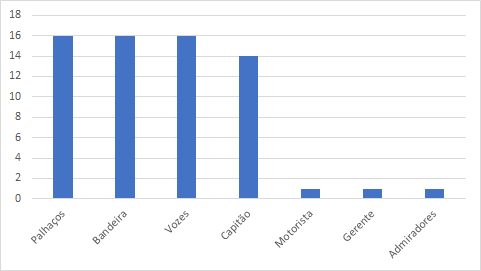 18
16
14
12
10
8
6
4
2
0
Palhaços
Bandeira
Vozes
Capitão
Motorista
Gerente
Admiradores